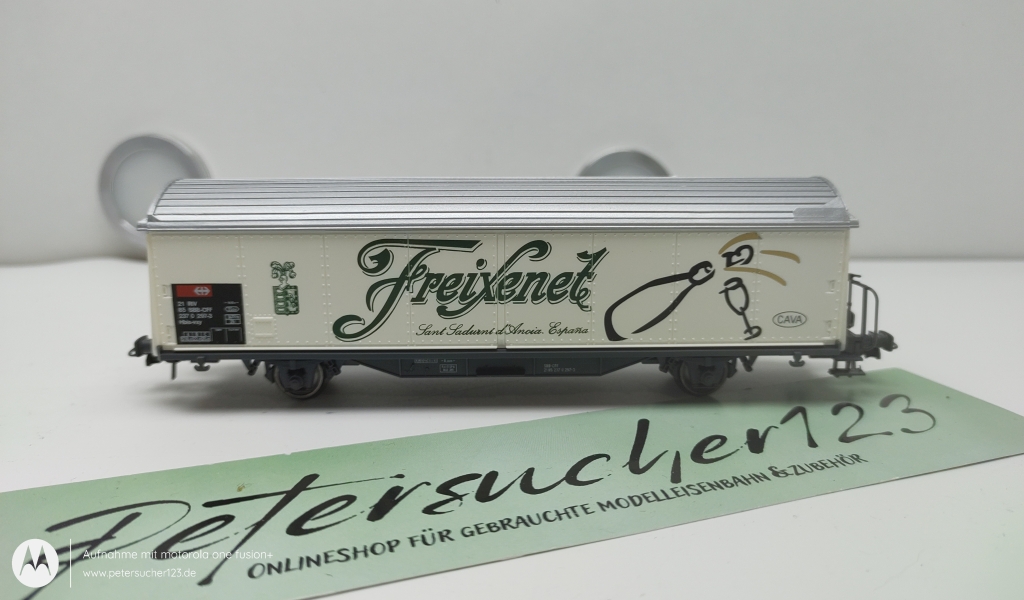 Freixenet
Sant Sadurní d'Anoia. España
CAVA
Petersucher123
ONLINESHOP FÜR GEBRAUCHTE MODELLEISENBAHN & ZUBEHÖR
Aufnahme mit motorola one fusion+
www.petersucher123.de